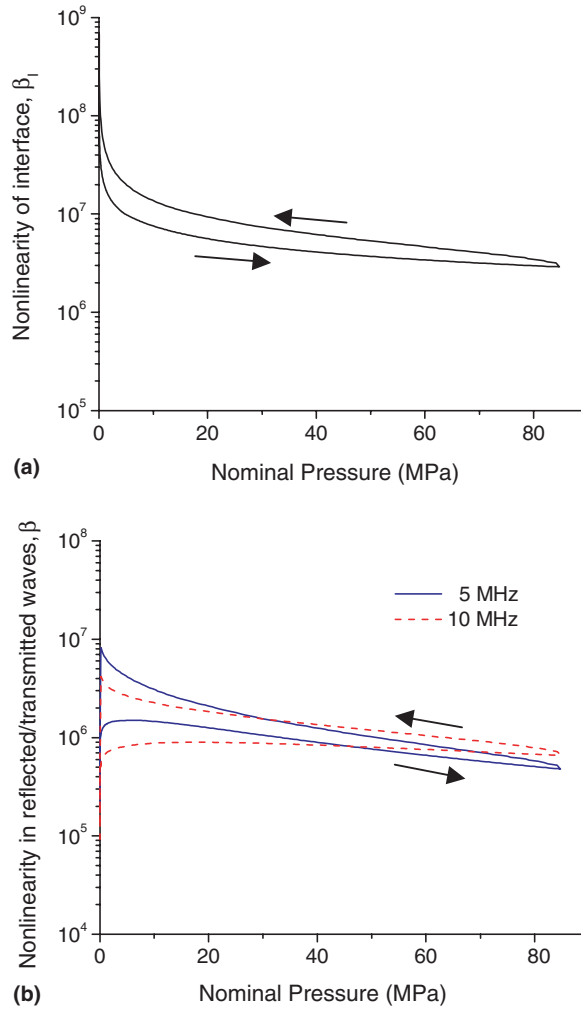 10⁹
10⁸
10⁷
10⁶
10⁵
Nonlinearity of interface, βI
0 20 40 60 80
Nominal Pressure (MPa)
(a)
10⁸
10⁷
10⁶
10⁵
10⁴
Nonlinearity in reflected/transmitted waves, β
5 MHz
10 MHz
0 20 40 60 80
Nominal Pressure (MPa)
(b)